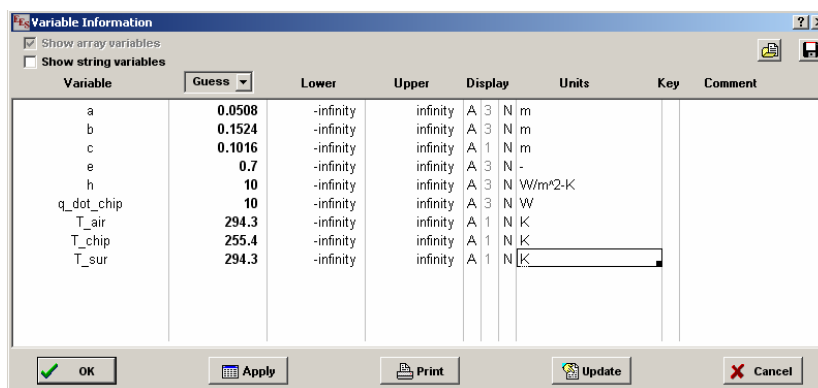 EES Variable Information
Show array variables
Show string variables
Variable Guess Lower Upper Display Units Key Comment
a 0.0508 -infinity infinity A 3 N m
b 0.1524 -infinity infinity A 3 N m
c 0.1016 -infinity infinity A 1 N m
e 0.7 -infinity infinity A 3 N -
h 10 -infinity infinity A 3 N W/m^2-K
q_dot_chip 10 -infinity infinity A 3 N W
T_air 294.3 -infinity infinity A 1 N K
T_chip 255.4 -infinity infinity A 1 N K
T_sur 294.3 -infinity infinity A 1 N K
OK Apply Print Update Cancel